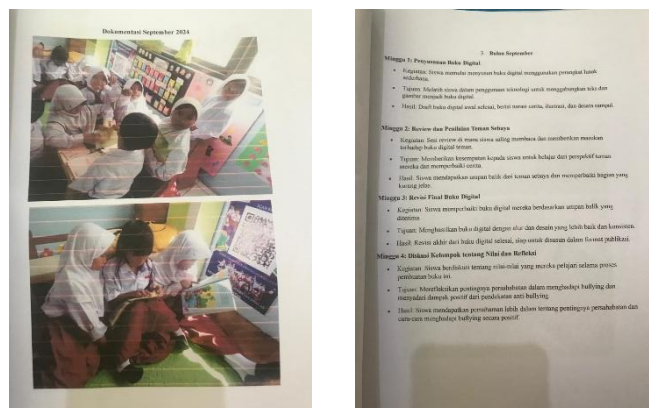 Dokumentasi September 2024
3. Bulan September
Minggu 1: Penyusunan Buku Digital
Kegiatan: Siswa memulai menyusun buku digital menggunakan perangkat lunak
sederhana.
Tujuan: Melatih siswa dalam penggunaan teknologi untuk menggabungkan teks dan
gambar menjadi buku digital.
Hasil: Draft buku digital awal selesai, berisi narasi cerita, ilustrasi, dan desain sampul.
Minggu 2: Review dan Penilaian Teman Sebaya
Kegiatan: Sesi review di mana siswa saling membaca dan memberikan masukan
terhadap buku digital teman.
Tujuan: Memberikan kesempatan kepada siswa untuk belajar dari perspektif teman
mereka dan memperbaiki cerita.
Hasil: Siswa mendapatkan umpan balik dari teman sebaya dan memperbaiki bagian yang
kurang jelas.
Minggu 3: Revisi Final Buku Digital
Kegiatan: Siswa memperbaiki buku digital mereka berdasarkan umpan balik yang
diterima.
Tujuan: Menghasilkan buku digital dengan alur dan desain yang lebih baik dan konsisten.
Hasil: Revisi akhir dari buku digital selesai, siap untuk disusun dalam format publikasi.
Minggu 4: Diskusi Kelompok tentang Nilai dan Refleksi
Kegiatan: Siswa berdiskusi tentang nilai-nilai yang mereka pelajari selama proses
pembuatan buku ini.
Tujuan: Merefleksikan pentingnya persahabatan dalam menghadapi bullying dan
menyadari dampak positif dari pendekatan anti-bullying.
Hasil: Siswa mendapatkan pemahaman lebih dalam tentang pentingnya persahabatan dan
cara-cara menghadapi bullying secara positif.